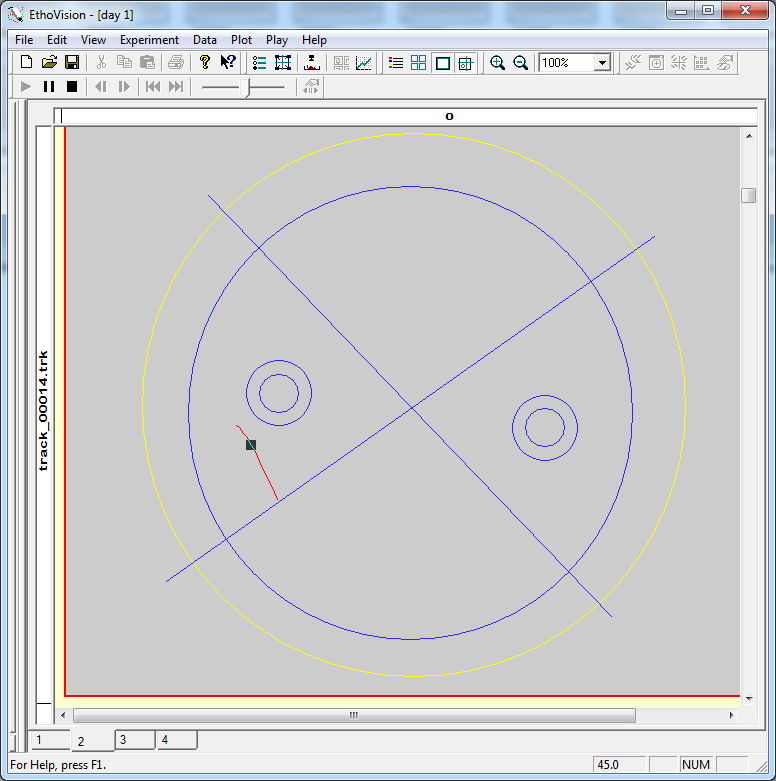 EthoVision - [day 1]
File Edit View Experiment Data Plot Play Help
100%
o
track_00014.trk
1 2 3 4
For Help, press F1.
45.0 NUM